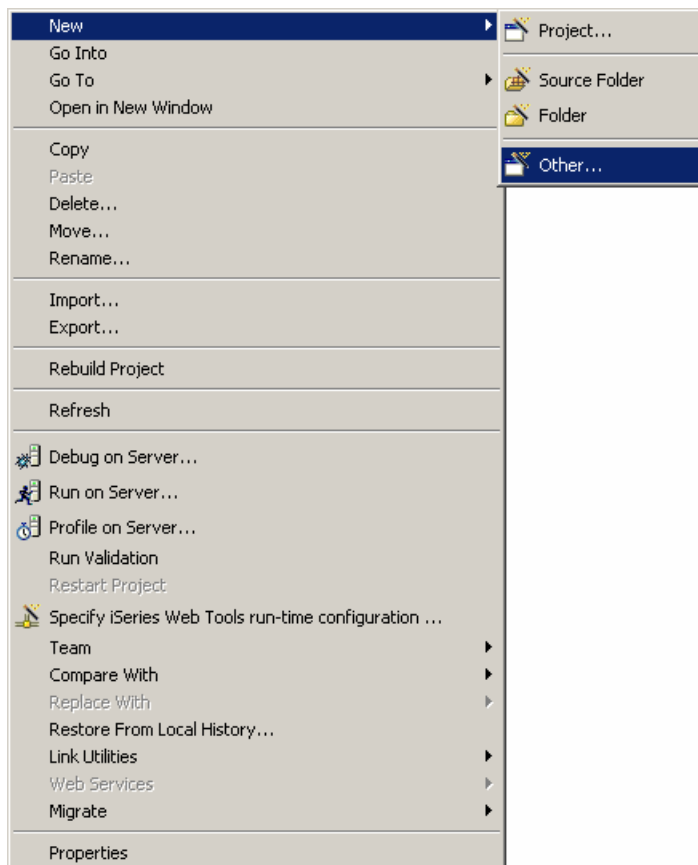 New
Go Into
Go To
Open in New Window
Copy
Paste
Delete...
Move...
Rename...
Import...
Export...
Rebuild Project
Refresh
Debug on Server...
Run on Server...
Profile on Server...
Run Validation
Restart Project
Specify iSeries Web Tools run-time configuration ...
Team
Compare With
Replace With
Restore From Local History...
Link Utilities
Web Services
Migrate
Properties
Project...
Source Folder
Folder
Other...